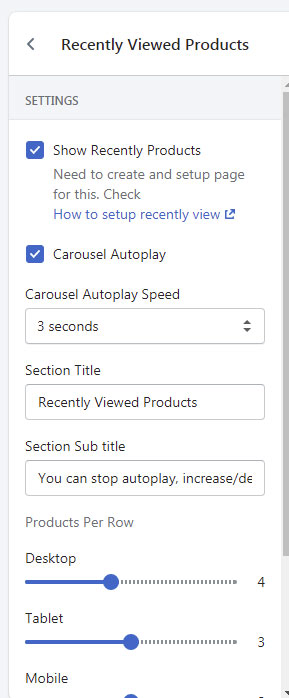 Recently Viewed Products
SETTINGS
Show Recently Products
Need to create and setup page
for this. Check
How to setup recently view
Carousel Autoplay
Carousel Autoplay Speed
3 seconds
Section Title
Recently Viewed Products
Section Sub title
You can stop autoplay, increase/de
Products Per Row
Desktop
4
Tablet
3
Mobile